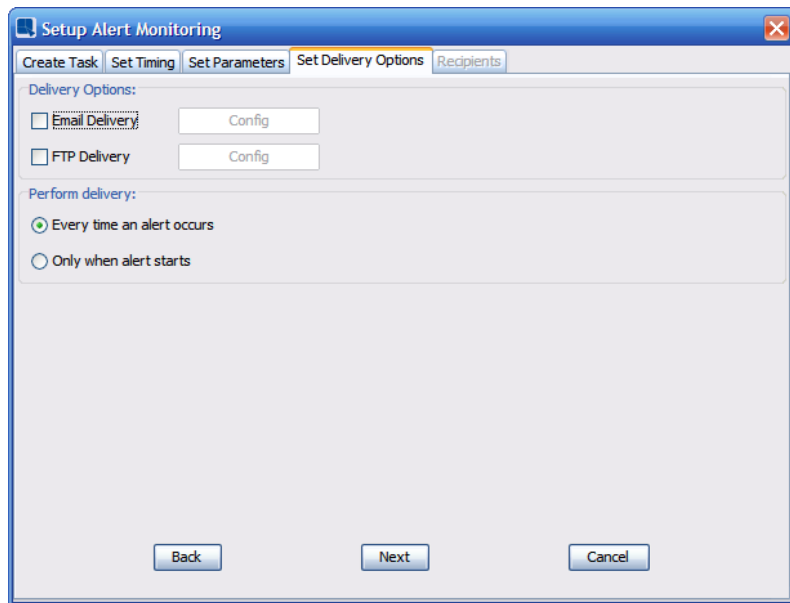 Setup Alert Monitoring
Create Task Set Timing Set Parameters Set Delivery Options Recipients
Delivery Options:
Email Delivery Config
FTP Delivery Config
Perform delivery:
Every time an alert occurs
Only when alert starts
Back Next Cancel